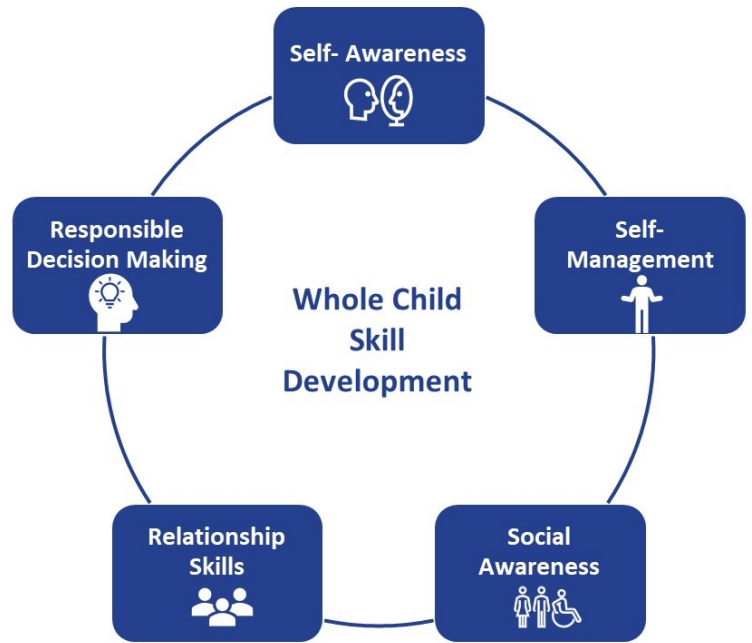 Self- Awareness
Self-
Management
Social
Awareness
Relationship
Skills
Responsible
Decision Making
Whole Child
Skill
Development